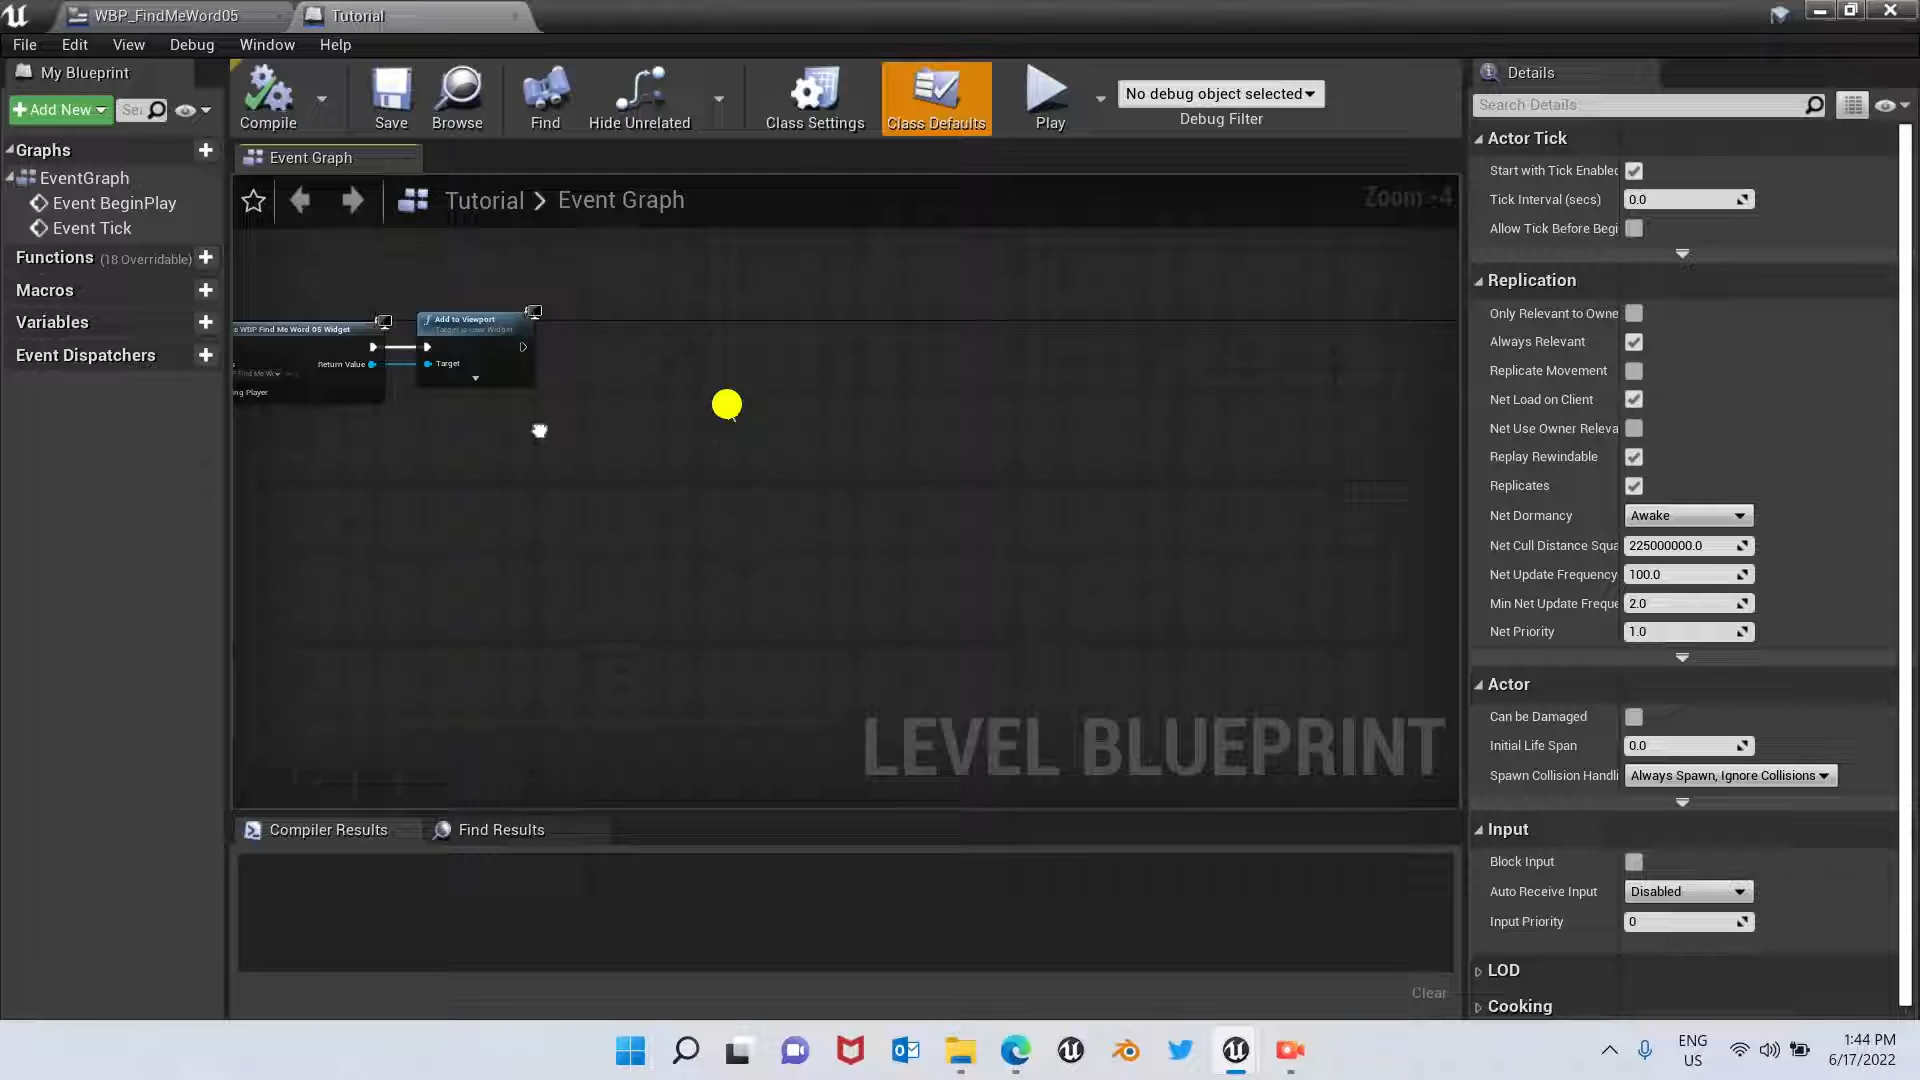 WBP_FindMeWord05
Tutorial
File Edit View Debug Window Help
My Blueprint
Add New
Compile
Save
Browse
Find
Hide Unrelated
Class Settings
Class Defaults
Play
No debug object selected
Debug Filter
Graphs
EventGraph
Event BeginPlay
Event Tick
Functions (18 Overridable)
Macros
Variables
Event Dispatchers
Event Graph
Tutorial > Event Graph
Zoom -4
WBP Find Me Word 05 Widget
Return Value
Find Me Wo
ng Player
Add to Viewport
Target is User Widget
Target
LEVEL BLUEPRINT
Compiler Results
Find Results
Clear
Details
Search Details
Actor Tick
Start with Tick Enabled
Tick Interval (secs) 0.0
Allow Tick Before Begi
Replication
Only Relevant to Owne
Always Relevant
Replicate Movement
Net Load on Client
Net Use Owner Releva
Replay Rewindable
Replicates
Net Dormancy Awake
Net Cull Distance Squa 225000000.0
Net Update Frequency 100.0
Min Net Update Freque 2.0
Net Priority 1.0
Actor
Can be Damaged
Initial Life Span 0.0
Spawn Collision Handli Always Spawn, Ignore Collisions
Input
Block Input
Auto Receive Input Disabled
Input Priority 0
LOD
Cooking
ENG
US
1:44 PM
6/17/2022